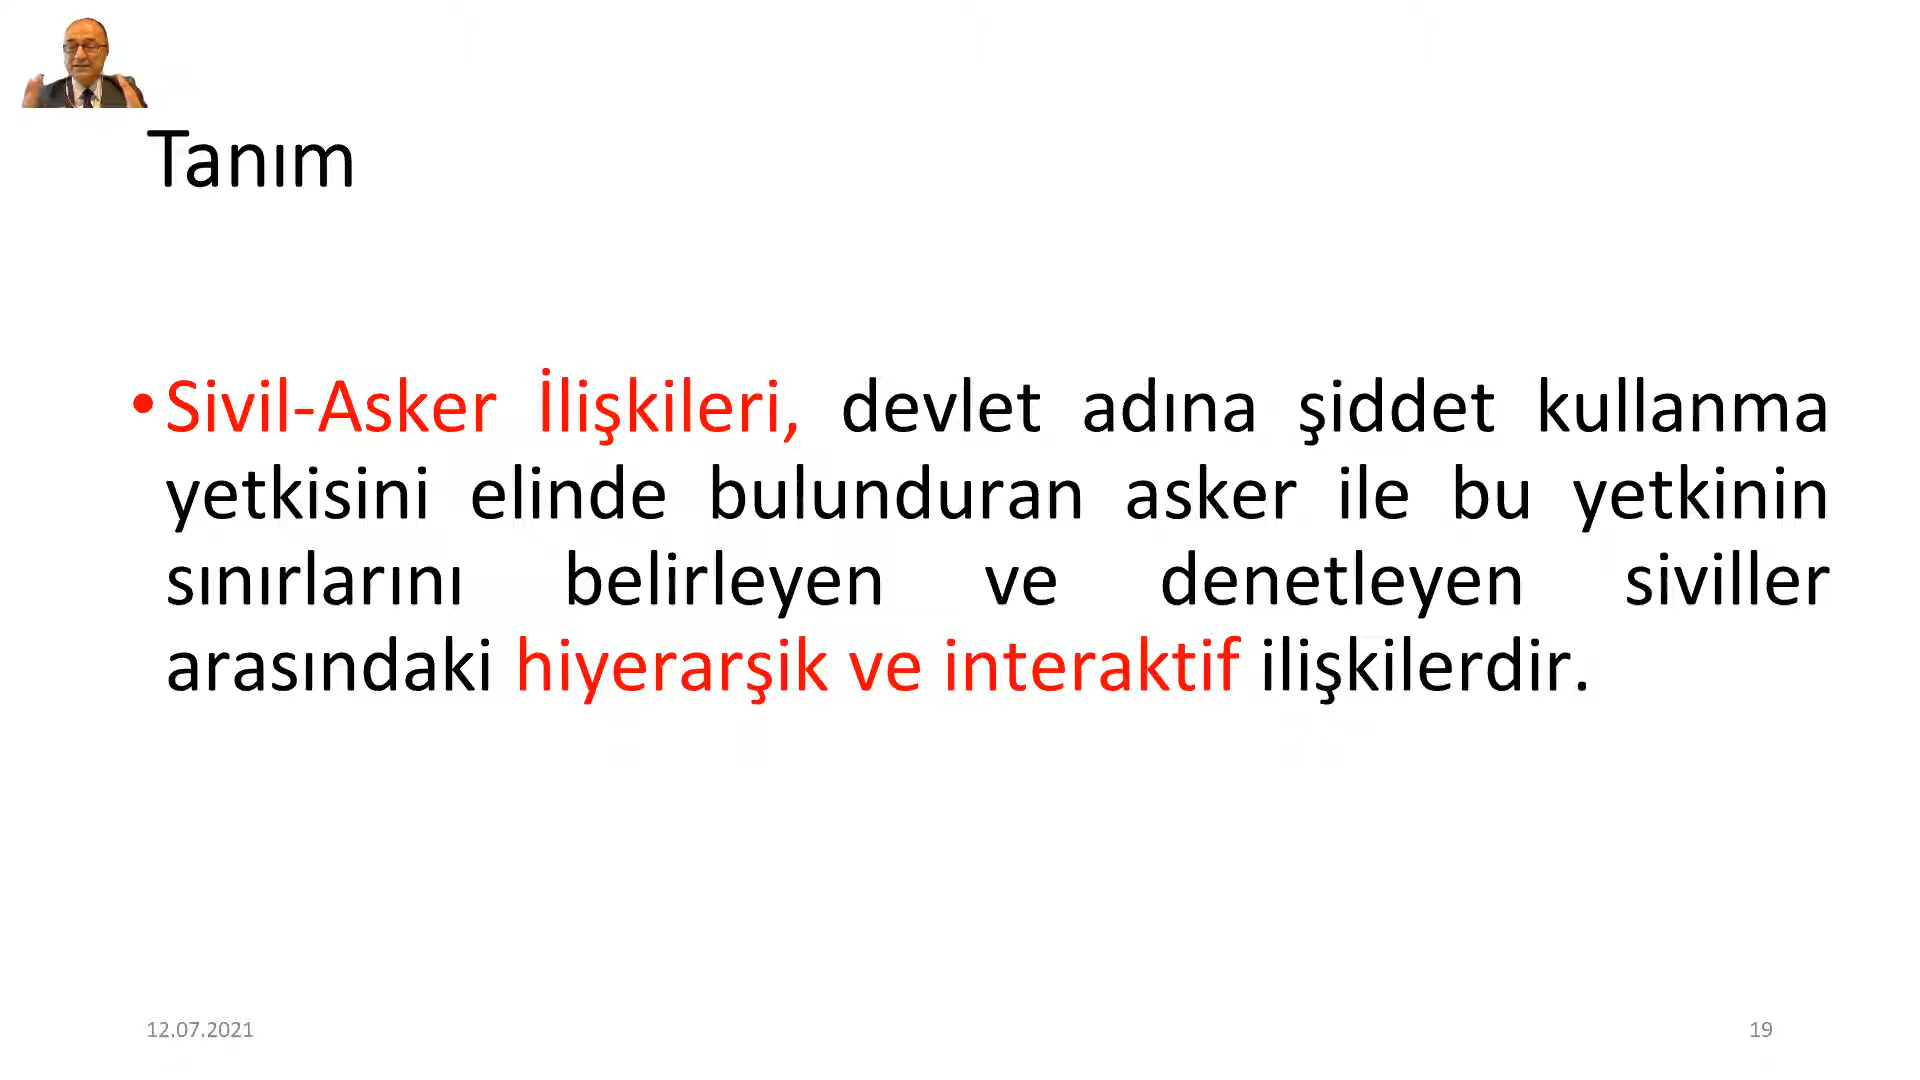 Tanım
•Sivil-Asker İlişkileri, devlet adına şiddet kullanma
yetkisini elinde bulunduran asker ile bu yetkinin
sınırlarını belirleyen ve denetleyen siviller
arasındaki hiyerarşik ve interaktif ilişkilerdir.
12.07.2021
19